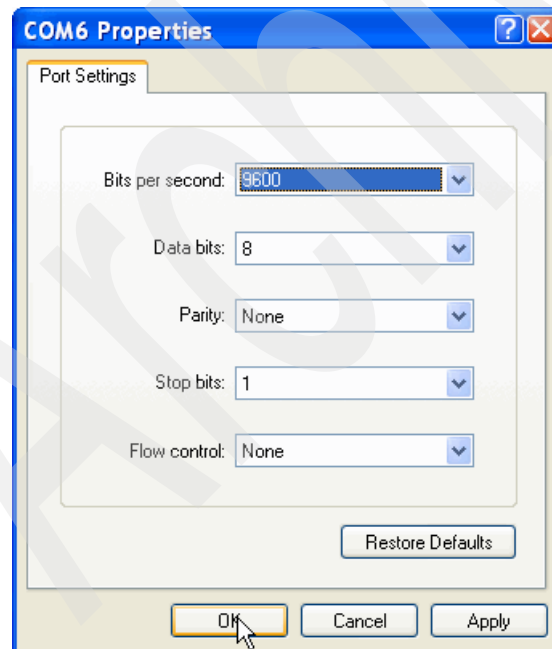 COM6 Properties
Port Settings
Bits per second: 9600
Data bits: 8
Parity: None
Stop bits: 1
Flow control: None
Restore Defaults
OK Cancel Apply